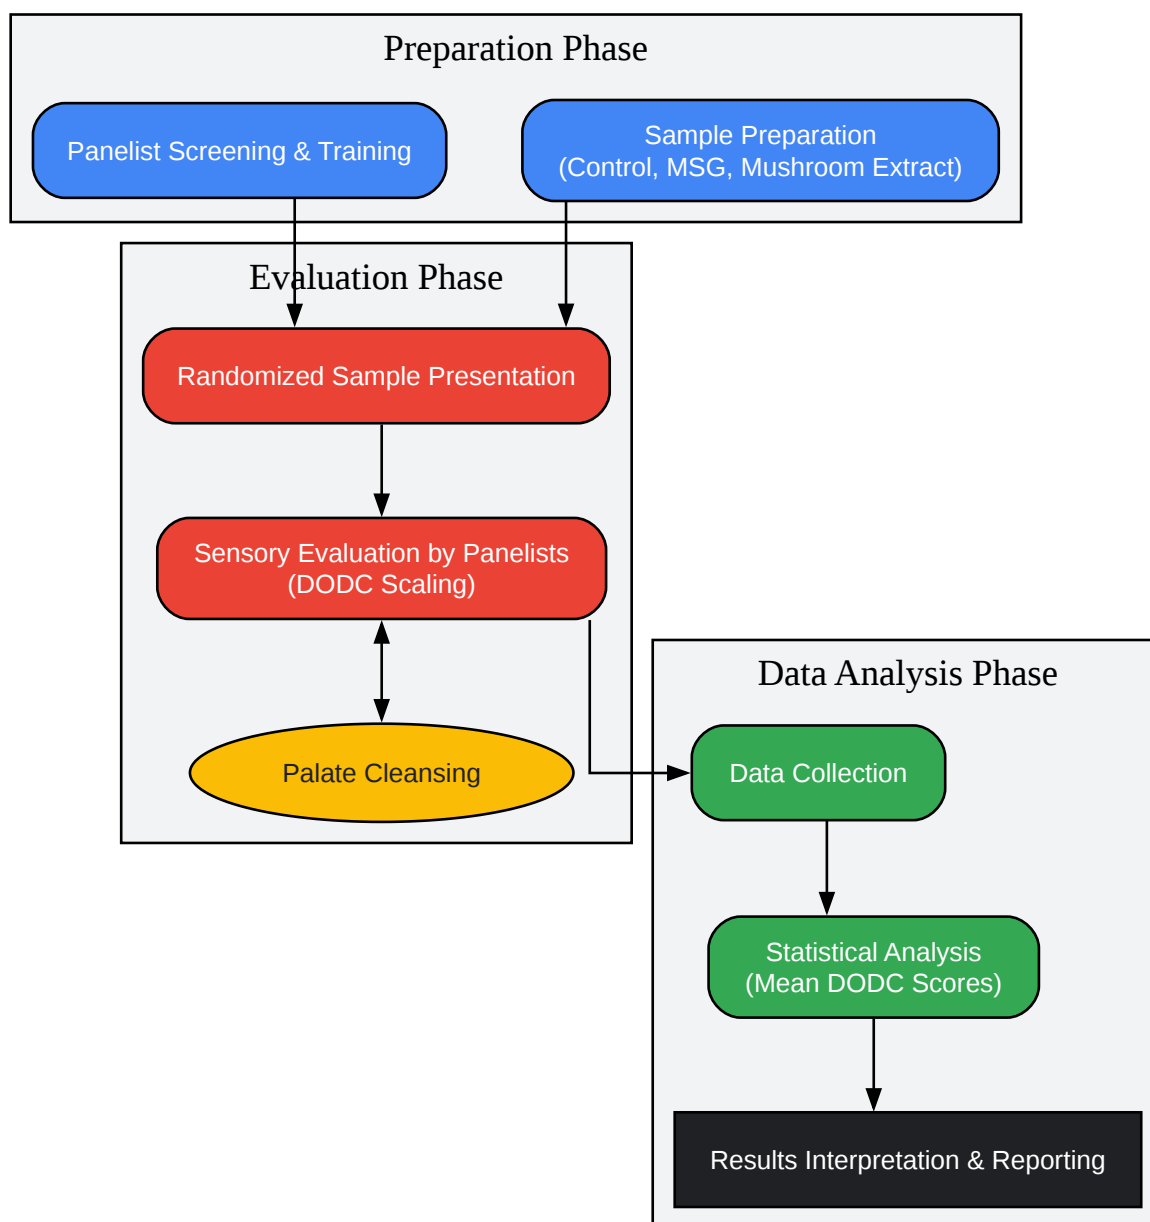 Preparation Phase
Panelist Screening & Training
Sample Preparation
(Control, MSG, Mushroom Extract)
Evaluation Phase
Randomized Sample Presentation
Sensory Evaluation by Panelists
(DODC Scaling)
Palate Cleansing
Data Analysis Phase
Data Collection
Statistical Analysis
(Mean DODC Scores)
Results Interpretation & Reporting